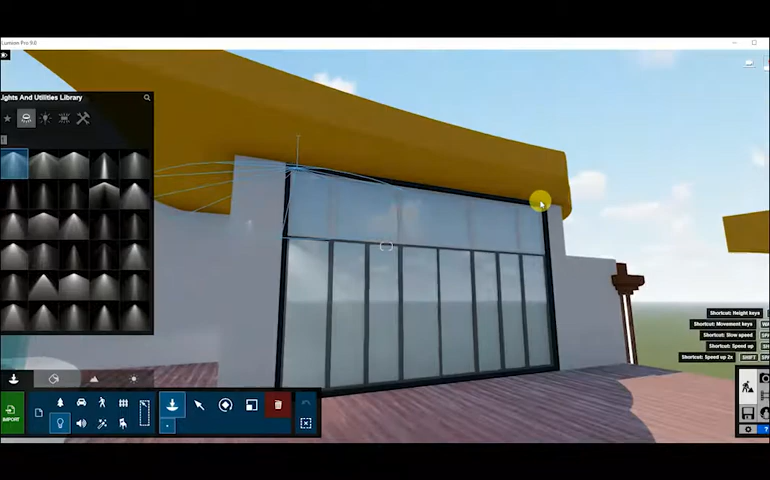 Lumion Pro 9.0
Lights And Utilities Library
Shortcut: Height keys
Shortcut: Movement keys
Shortcut: Slow speed
Shortcut: Speed up
Shortcut: Speed up 2x
SHIFT
IMPORT
?